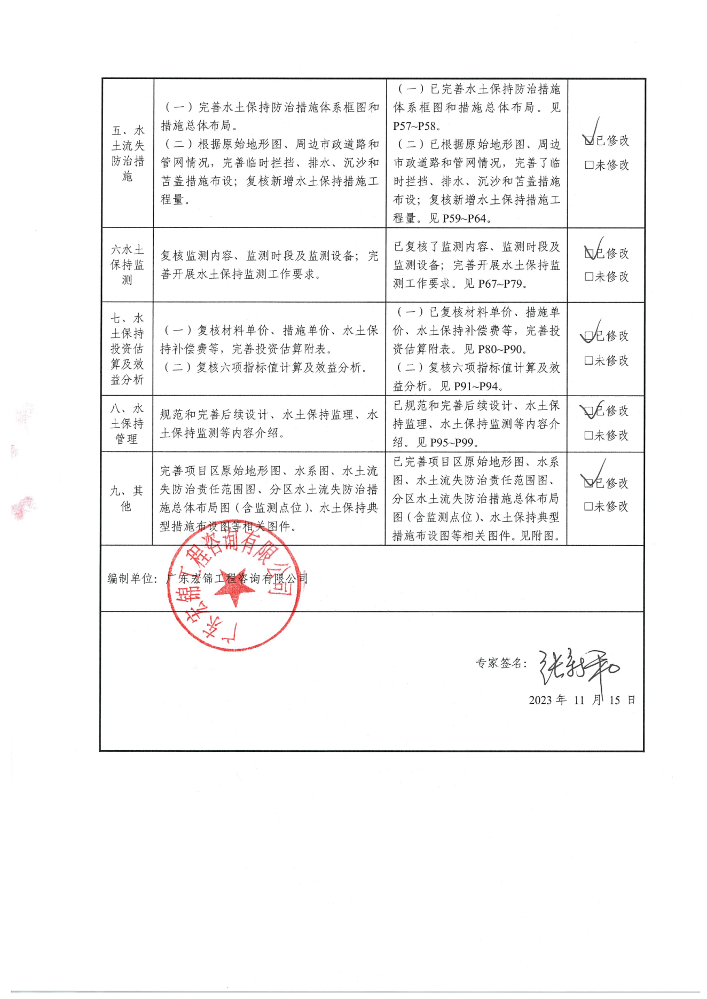 五、水
土流失
防治措
施
（一）完善水土保持防治措施体系框图和
措施总体布局。
（二）根据原始地形图、周边市政道路和
管网情况，完善临时拦挡、排水、沉沙和
苫盖措施布设；复核新增水土保持措施工
程量。
（一）已完善水土保持防治措施
体系框图和措施总体布局。见
P57~P58。
（二）已根据原始地形图、周边
市政道路和管网情况，完善了临
时拦挡、排水、沉沙和苫盖措施
布设；复核新增水土保持措施工
程量。见 P59~P64。
☑已修改
□未修改
六水土
保持监
测
复核监测内容、监测时段及监测设备；完
善开展水土保持监测工作要求。
已复核了监测内容、监测时段及
监测设备；完善开展水土保持监
测工作要求。见 P67~P79。
☑已修改
□未修改
七、水
土保持
投资估
算及效
益分析
（一）复核材料单价、措施单价、水土保
持补偿费等，完善投资估算附表。
（二）复核六项指标值计算及效益分析。
（一）已复核材料单价、措施单
价、水土保持补偿费等，完善投
资估算附表。见 P80~P90。
（二）复核六项指标值计算及效
益分析。见 P91~P94。
☑已修改
□未修改
八、水
土保持
管理
规范和完善后续设计、水土保持监理、水
土保持监测等内容介绍。
已规范和完善后续设计、水土保
持监理、水土保持监测等内容介
绍。见 P95~P99。
☑已修改
□未修改
九、其
他
完善项目区原始地形图、水系图、水土流
失防治责任范围图、分区水土流失防治措
施总体布局图（含监测点位）、水土保持典
型措施布设图等相关图件。
已完善项目区原始地形图、水系
图、水土流失防治责任范围图、
分区水土流失防治措施总体布局
图（含监测点位）、水土保持典型
措施布设图等相关图件。见附图。
☑已修改
□未修改
编制单位：广东宏锦工程咨询有限公司
广东宏锦工程咨询有限公司
专家签名：张新和
2023 年 11 月 15 日